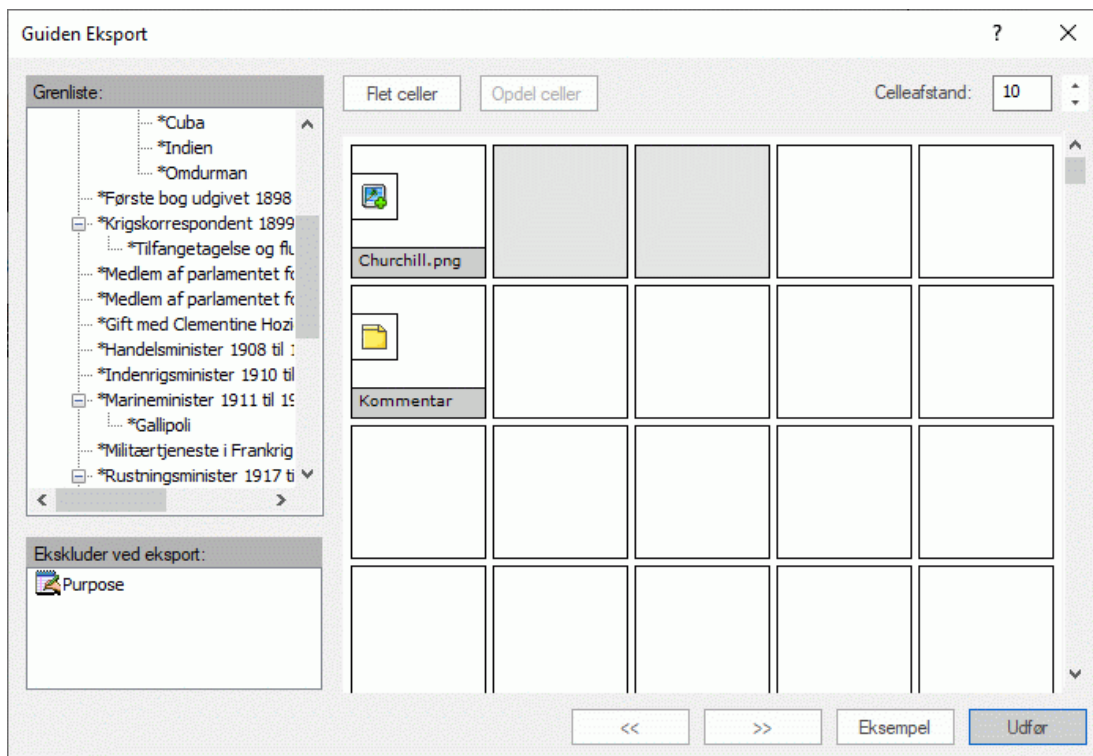 Guiden Eksport
?
Grenliste:
*Cuba
*Indien
*Omdurman
*Første bog udgivet 1898
*Krigskorrespondent 1899
*Tilfangetagelse og flu
*Medlem af parlamentet fo
*Medlem af parlamentet fo
*Gift med Clementine Hozi
*Handelsminister 1908 til 1
*Indenrigsminister 1910 til
*Marineminister 1911 til 19
*Gallipoli
*Militærtjeneste i Frankrig
*Rustningsminister 1917 ti
Ekskluder ved eksport:
Purpose
Flet celler
Opdel celler
Celleafstand:
10
Churchill.png
Kommentar
<<
>>
Eksempel
Udfør